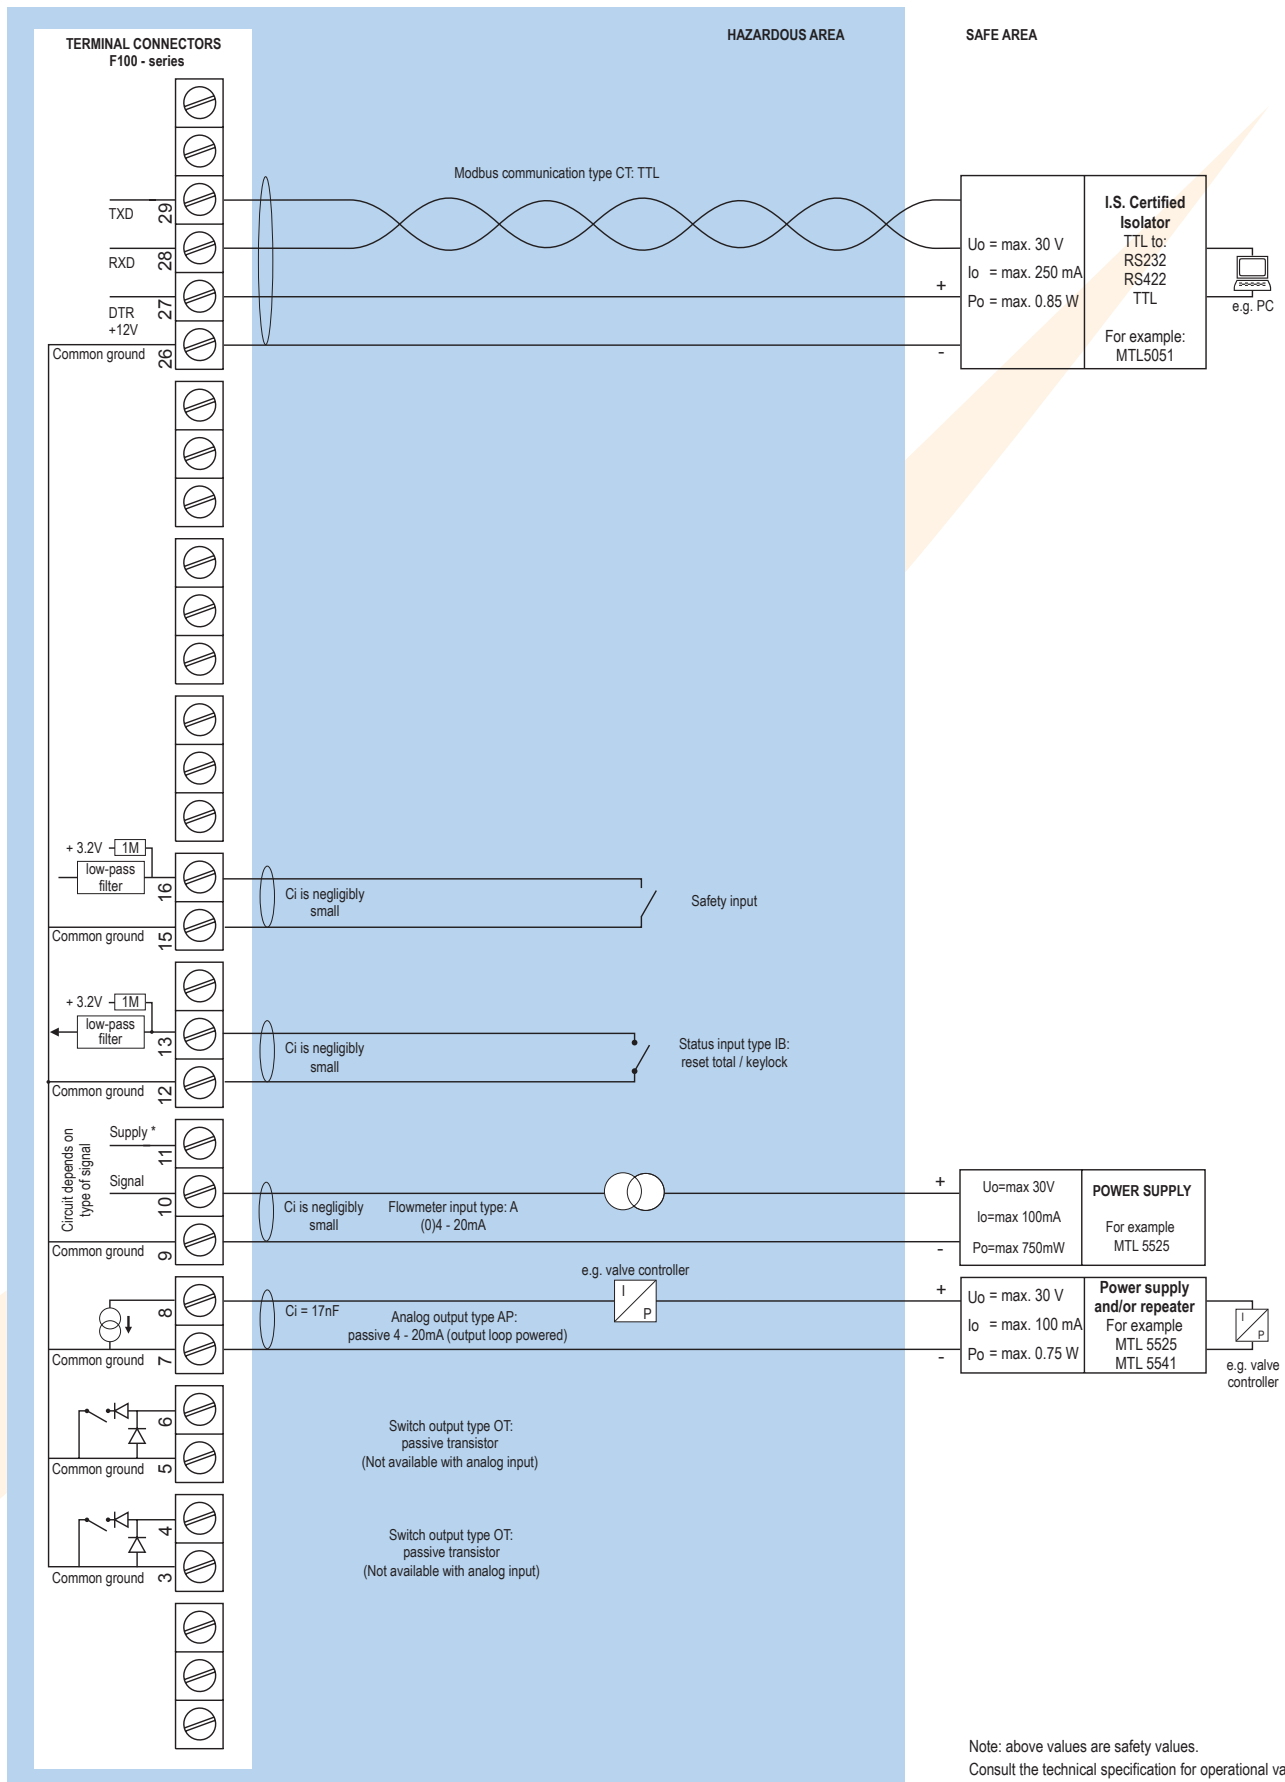 TERMINAL CONNECTORS
F100 - series
HAZARDOUS AREA
SAFE AREA
Modbus communication type CT: TTL
TXD
29
RXD
28
DTR
+12V
27
Common ground
26
+
-
Uo = max. 30 V
Io = max. 250 mA
Po = max. 0.85 W
I.S. Certified
Isolator
TTL to:
RS232
RS422
TTL
For example:
MTL5051
e.g. PC
+ 3.2V
1M
low-pass
filter
16
Common ground
15
Ci is negligibly
small
Safety input
+ 3.2V
1M
low-pass
filter
13
Common ground
12
Ci is negligibly
small
Status input type IB:
reset total / keylock
Circuit depends on
type of signal
Supply *
11
Signal
10
Common ground
9
Ci is negligibly
small
Flowmeter input type: A
(0)4 - 20mA
+
-
Uo=max 30V
Io=max 100mA
Po=max 750mW
POWER SUPPLY
For example
MTL 5525
8
Common ground
7
Ci = 17nF
e.g. valve controller
I
P
Analog output type AP:
passive 4 - 20mA (output loop powered)
+
-
Uo = max. 30 V
Io = max. 100 mA
Po = max. 0.75 W
Power supply
and/or repeater
For example
MTL 5525
MTL 5541
I
P
e.g. valve
controller
6
Common ground
5
Switch output type OT:
passive transistor
(Not available with analog input)
4
Common ground
3
Switch output type OT:
passive transistor
(Not available with analog input)
Note: above values are safety values.
Consult the technical specification for operational va